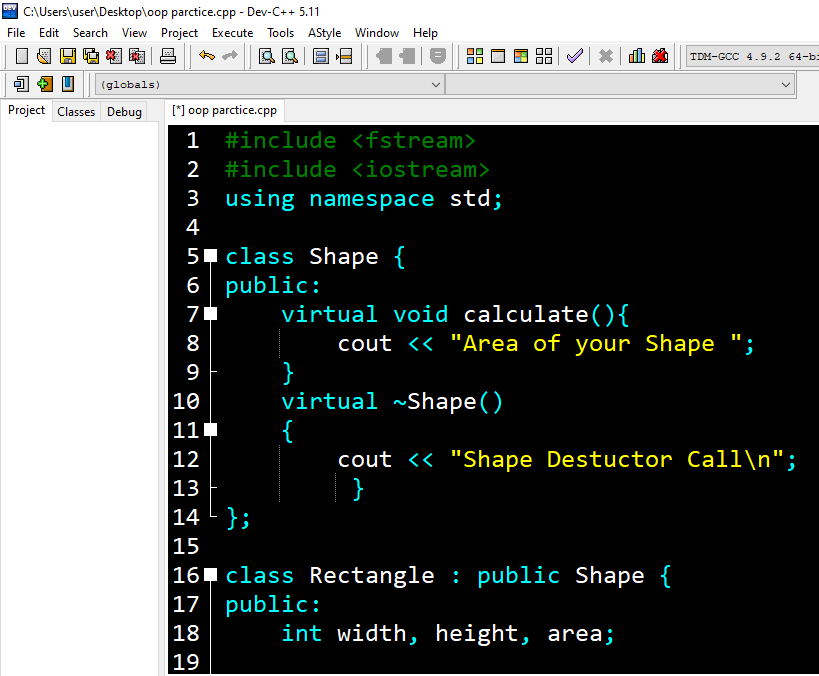 C:\Users\user\Desktop\oop parctice.cpp - Dev-C++ 5.11
File Edit Search View Project Execute Tools AStyle Window Help
TDM-GCC 4.9.2 64-bi
(globals)
Project Classes Debug [*] oop parctice.cpp
1 #include <fstream>
2 #include <iostream>
3 using namespace std;
4
5 class Shape {
6 public:
7 virtual void calculate(){
8 cout << "Area of your Shape ";
9 }
10 virtual ~Shape()
11 {
12 cout << "Shape Destuctor Call\n";
13 }
14 };
15
16 class Rectangle : public Shape {
17 public:
18 int width, height, area;
19